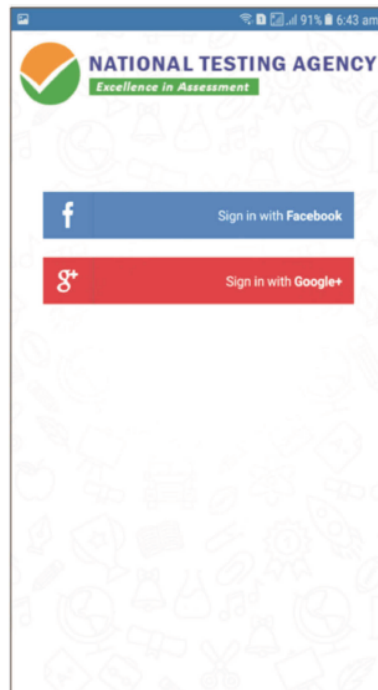 91% 6:43 am
NATIONAL TESTING AGENCY
Excellence in Assessment
f
Sign in with Facebook
g+
Sign in with Google+